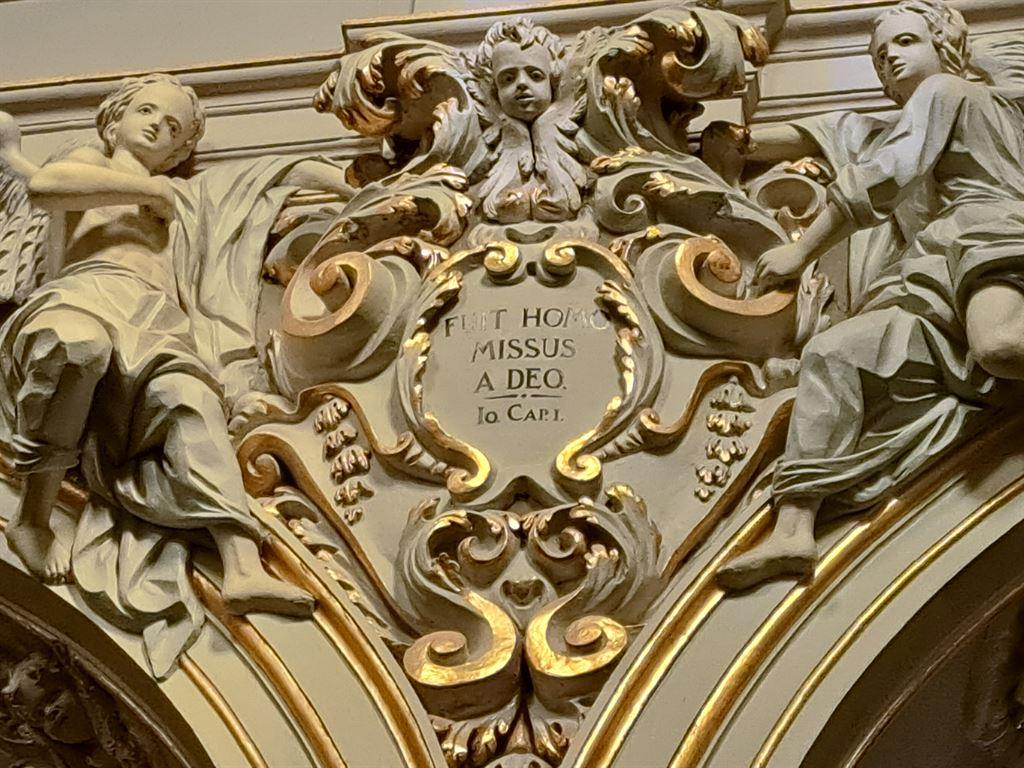 FUIT HOMO
MISSUS
A DEO.
Io. CAP. I.